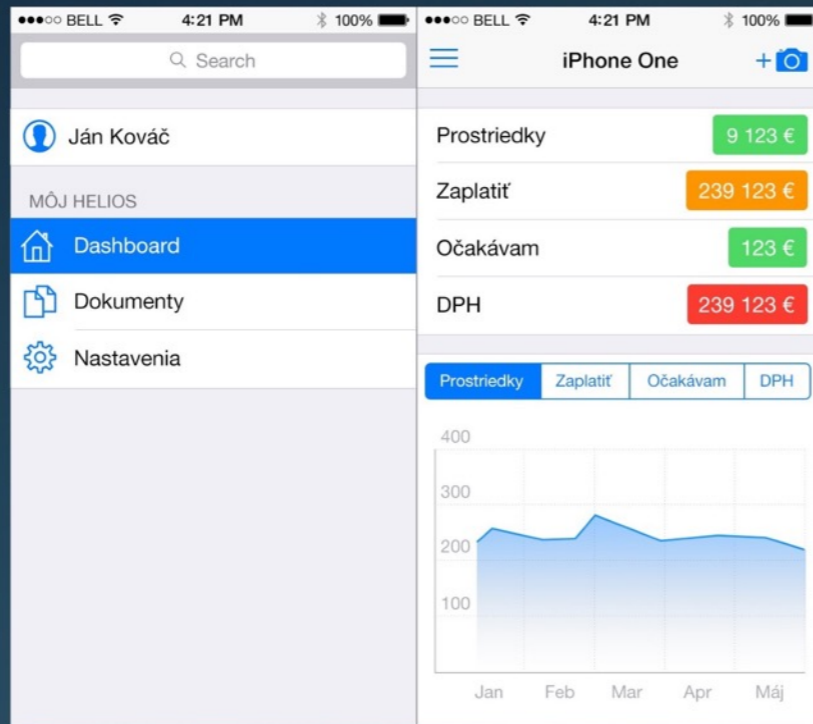 BELL 4:21 PM 100%
Search
Ján Kováč
MÔJ HELIOS
Dashboard
Dokumenty
Nastavenia
BELL 4:21 PM 100%
iPhone One
+
Prostriedky 9 123 €
Zaplatiť 239 123 €
Očakávam 123 €
DPH 239 123 €
Prostriedky Zaplatiť Očakávam DPH
400
300
200
100
Jan Feb Mar Apr Máj